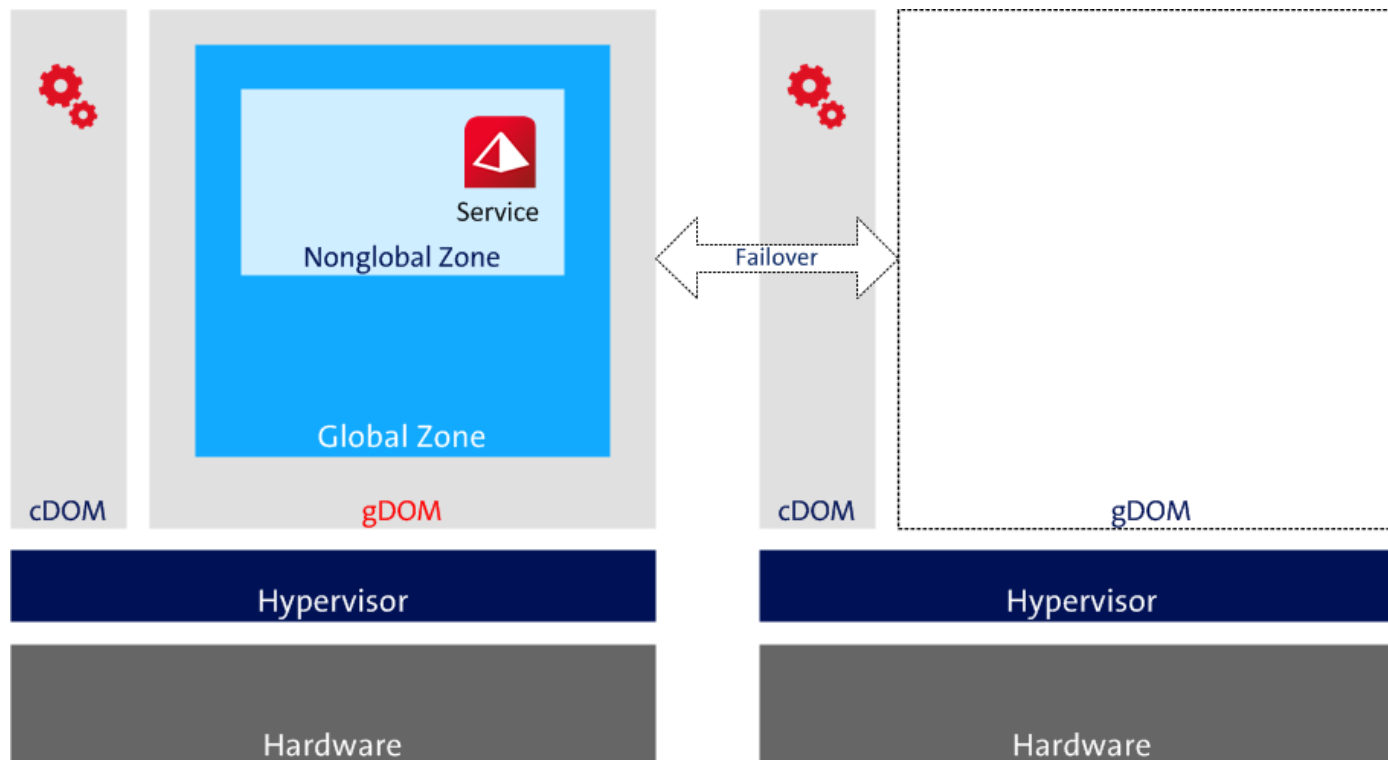 Service
Nonglobal Zone
Failover
Global Zone
cDOM
gDOM
cDOM
gDOM
Hypervisor
Hypervisor
Hardware
Hardware